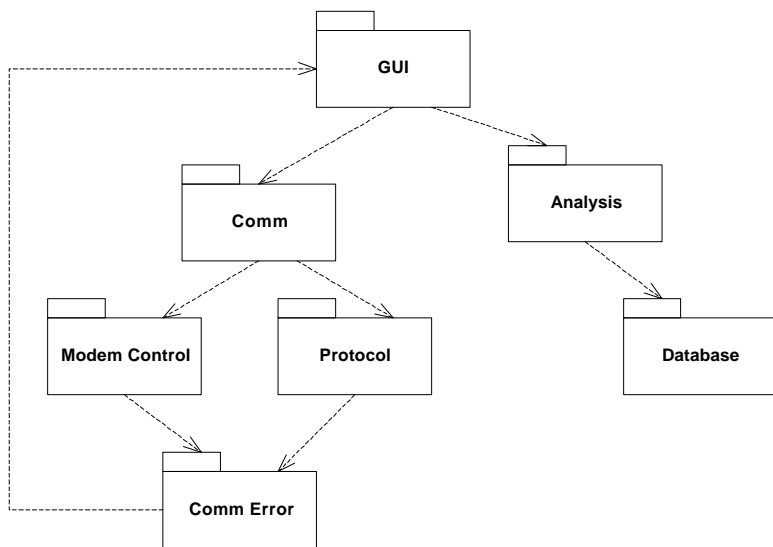 GUI
Comm
Analysis
Modem Control
Protocol
Database
Comm Error